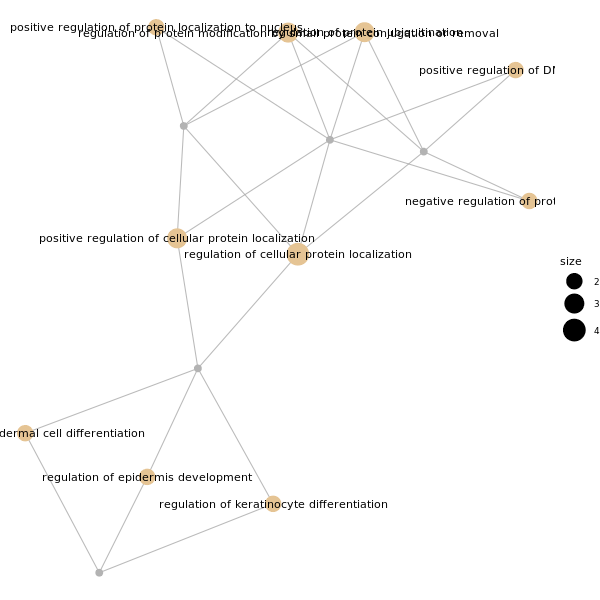 positive regulation of protein localization to nucleus
regulation of protein modification by small protein conjugation or removal
regulation of protein ubiquitination
positive regulation of DN
negative regulation of prot
positive regulation of cellular protein localization
regulation of cellular protein localization
size
2
3
4
dermal cell differentiation
regulation of epidermis development
regulation of keratinocyte differentiation